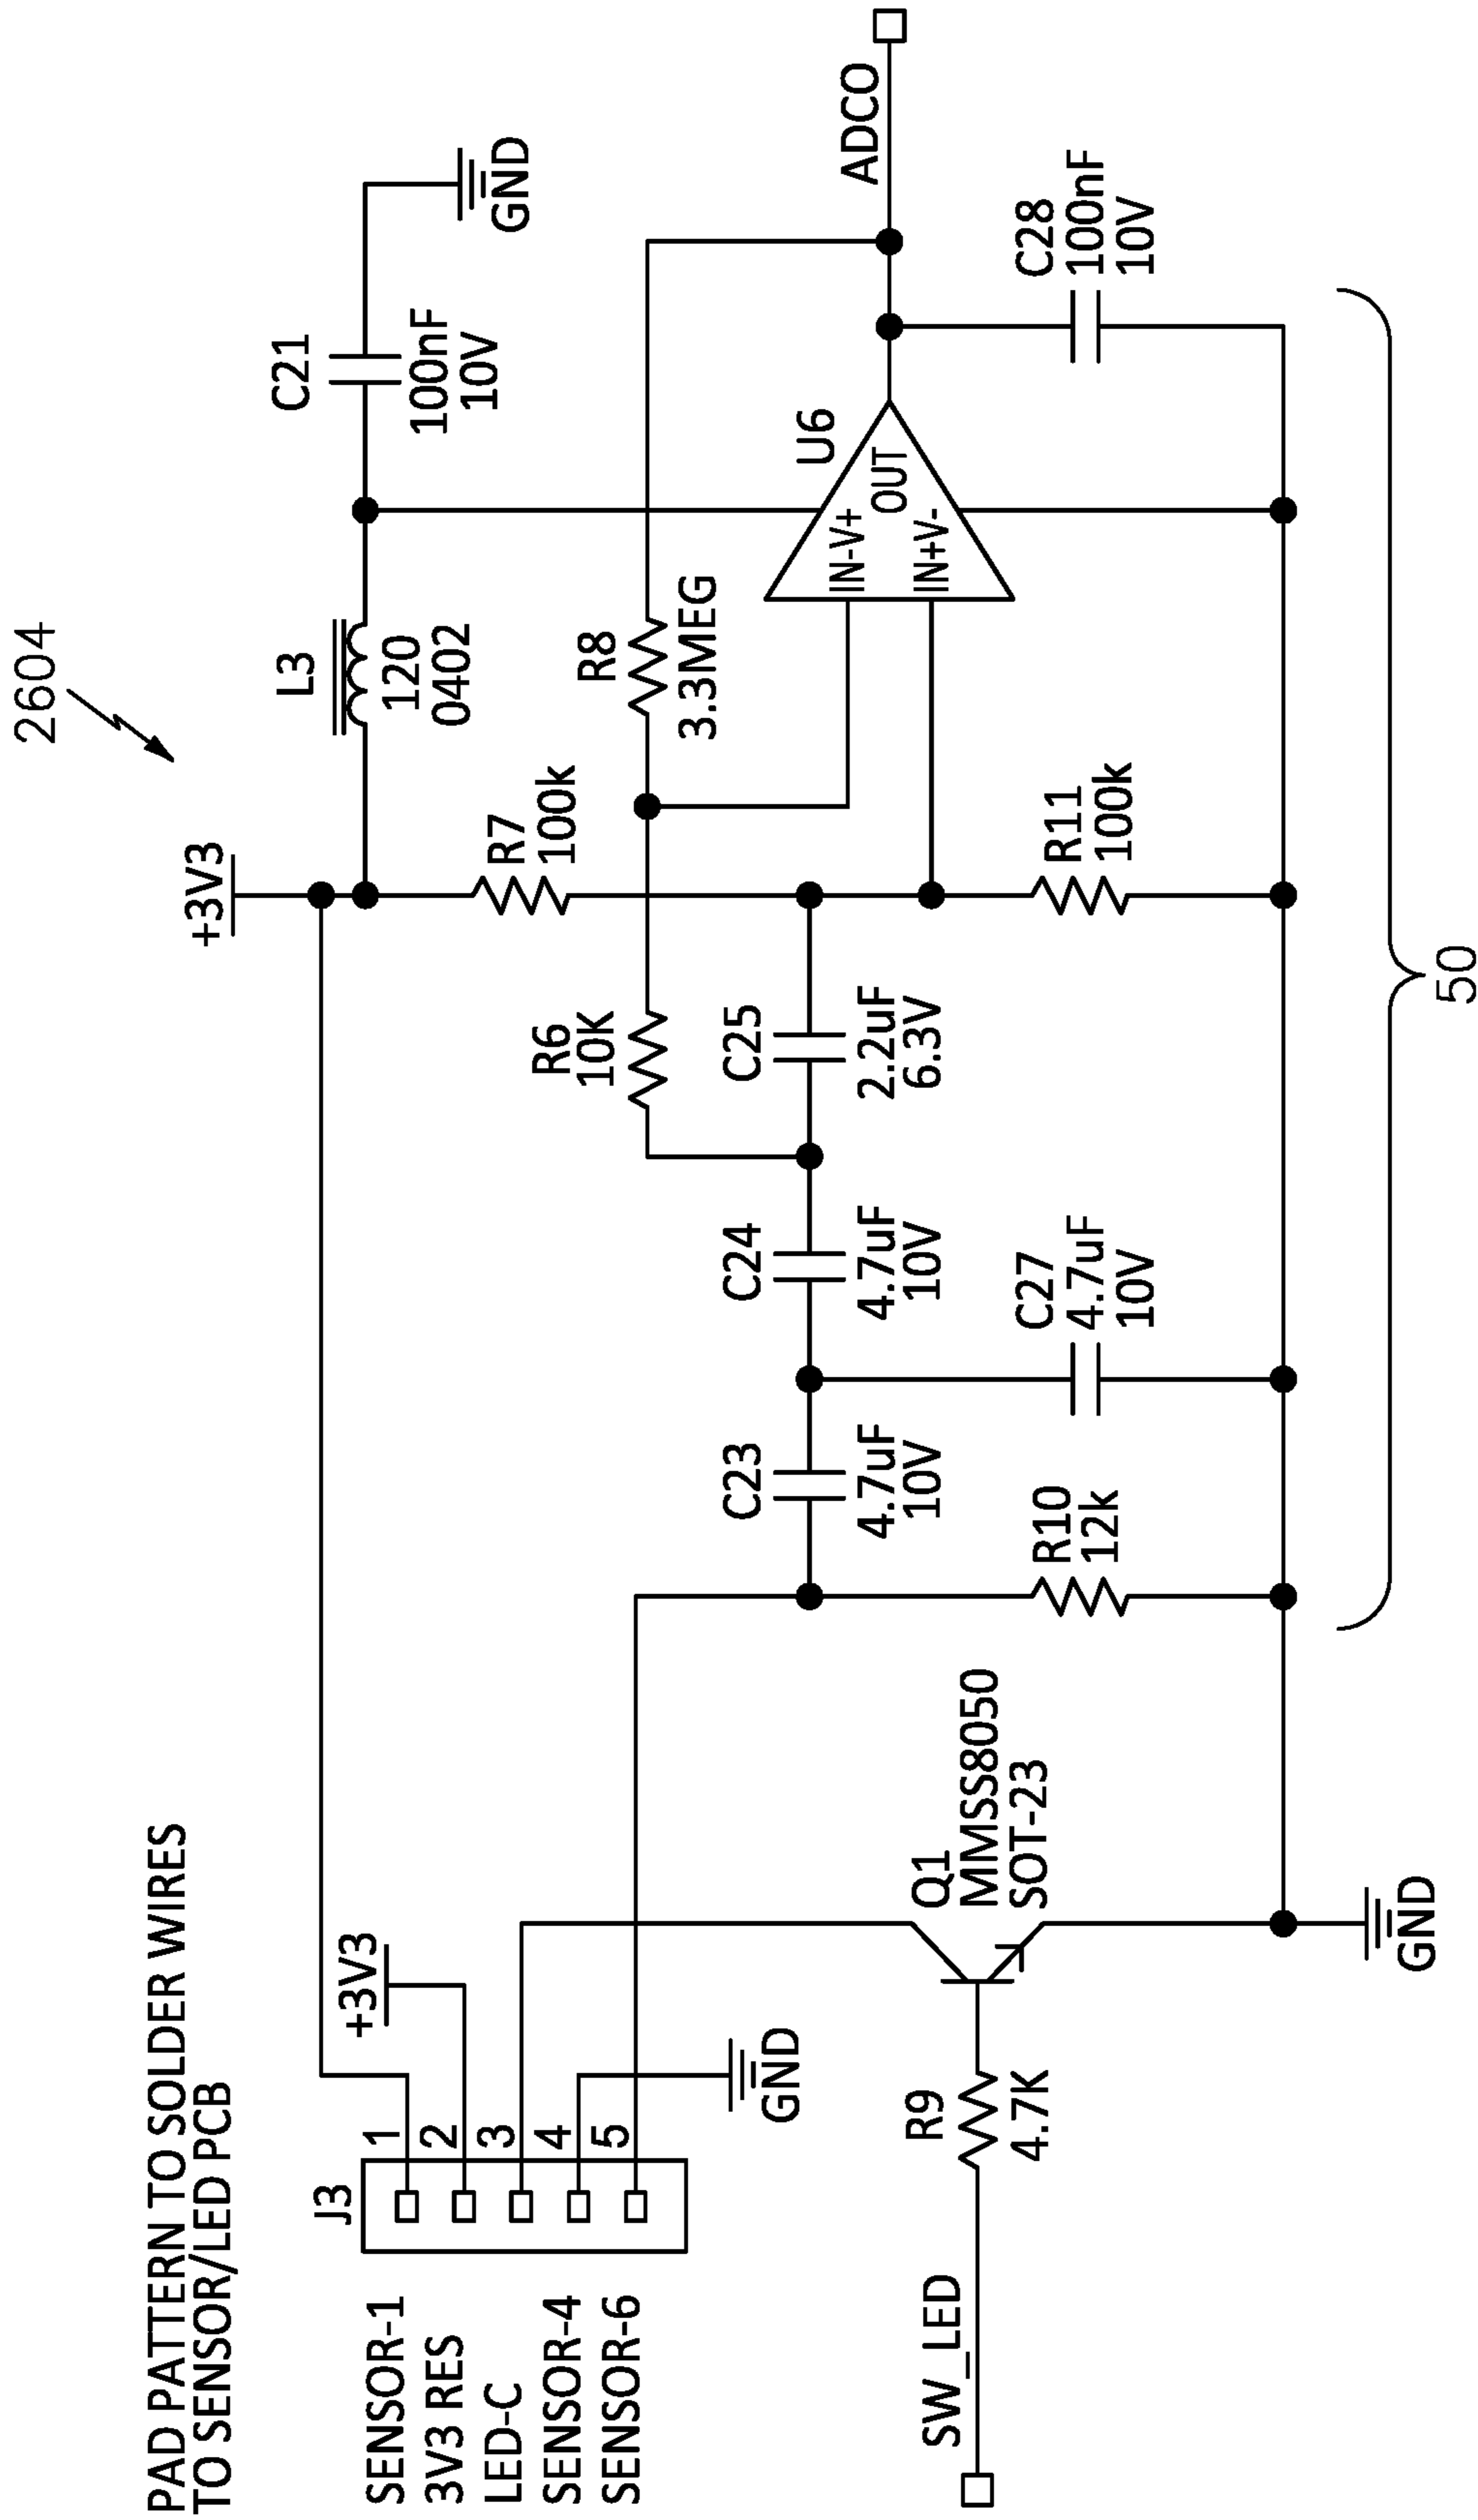 2604
PAD PATTERN TO SOLDER WIRES
TO SENSOR/LED PCB
+3V3
L3
120
0402
C21
100nF
10V
GND
+3V3
J3
SENSOR-1
3V3 RES
LED-C
SENSOR-4
SENSOR-6
1
2
3
4
5
GND
R7
100k
R6
10K
R8
3.3MEG
C23
4.7uF
10V
C24
4.7uF
10V
C25
2.2uF
6.3V
U6
IN-V+
OUT
IN+V-
ADCO
SW_LED
R9
4.7K
Q1
MMSS8050
SOT-23
R10
12k
C27
4.7uF
10V
R11
100k
C28
100nF
10V
GND
50